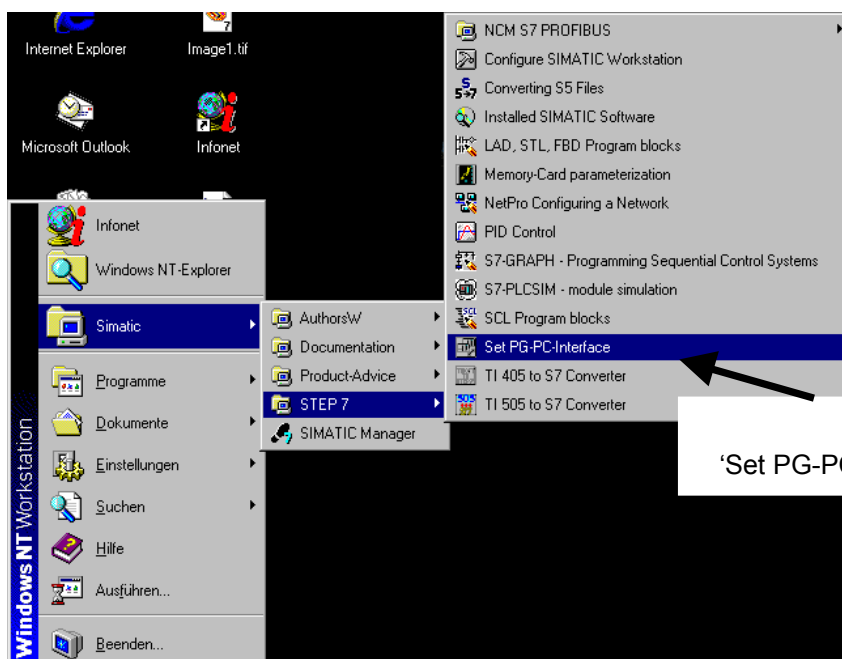 Internet Explorer
Image1.tif
Microsoft Outlook
Infonet
Infonet
Windows NT-Explorer
Simatic
Programme
Dokumente
Einstellungen
Suchen
Hilfe
Ausführen...
Beenden...
Windows NT Workstation
AuthorsW
Documentation
Product-Advice
STEP 7
SIMATIC Manager
NCM S7 PROFIBUS
Configure SIMATIC Workstation
Converting S5 Files
Installed SIMATIC Software
LAD, STL, FBD Program blocks
Memory-Card parameterization
NetPro Configuring a Network
PID Control
S7-GRAPH - Programming Sequential Control Systems
S7-PLCSIM - module simulation
SCL Program blocks
Set PG-PC-Interface
TI 405 to S7 Converter
TI 505 to S7 Converter
‘Set PG-PC